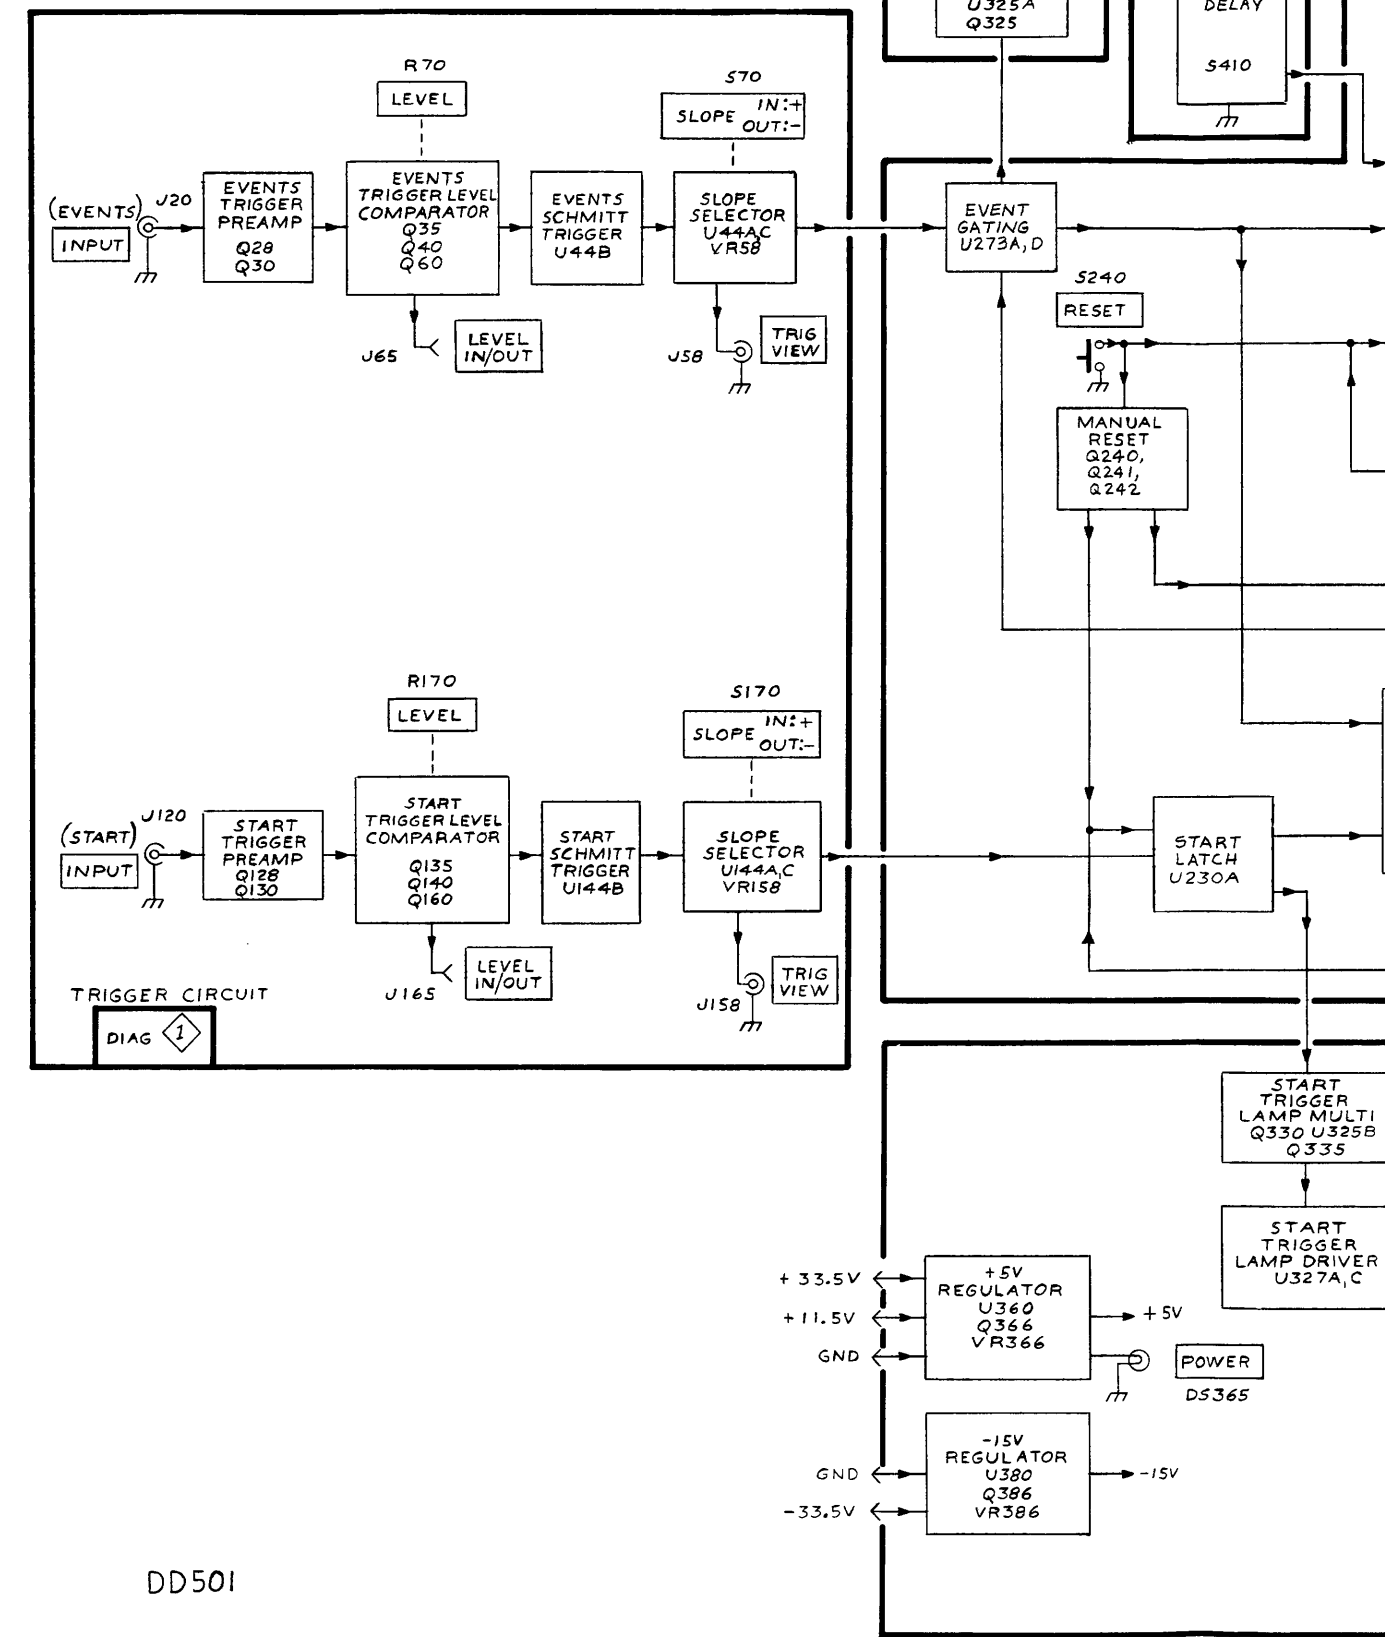 U325A
Q325
DELAY
S410
R70
LEVEL
S70
SLOPE IN:+
OUT:-
(EVENTS) J20
INPUT
EVENTS
TRIGGER
PREAMP
Q28
Q30
EVENTS
TRIGGER LEVEL
COMPARATOR
Q35
Q40
Q60
EVENTS
SCHMITT
TRIGGER
U44B
SLOPE
SELECTOR
U44A,C
VR58
EVENT
GATING
U273A,D
J65
LEVEL
IN/OUT
J58
TRIG
VIEW
S240
RESET
MANUAL
RESET
Q240,
Q241,
Q242
R170
LEVEL
S170
SLOPE IN:+
OUT:-
(START) J120
INPUT
START
TRIGGER
PREAMP
Q128
Q130
START
TRIGGER LEVEL
COMPARATOR
Q135
Q140
Q160
START
SCHMITT
TRIGGER
U144B
SLOPE
SELECTOR
U144A,C
VR158
START
LATCH
U230A
J165
LEVEL
IN/OUT
J158
TRIG
VIEW
TRIGGER CIRCUIT
DIAG 1
START
TRIGGER
LAMP MULTI
Q330 U325B
Q335
START
TRIGGER
LAMP DRIVER
U327A,C
+33.5V
+11.5V
GND
+5V
REGULATOR
U360
Q366
VR366
+5V
POWER
DS365
GND
-33.5V
-15V
REGULATOR
U380
Q386
VR386
-15V
DD501